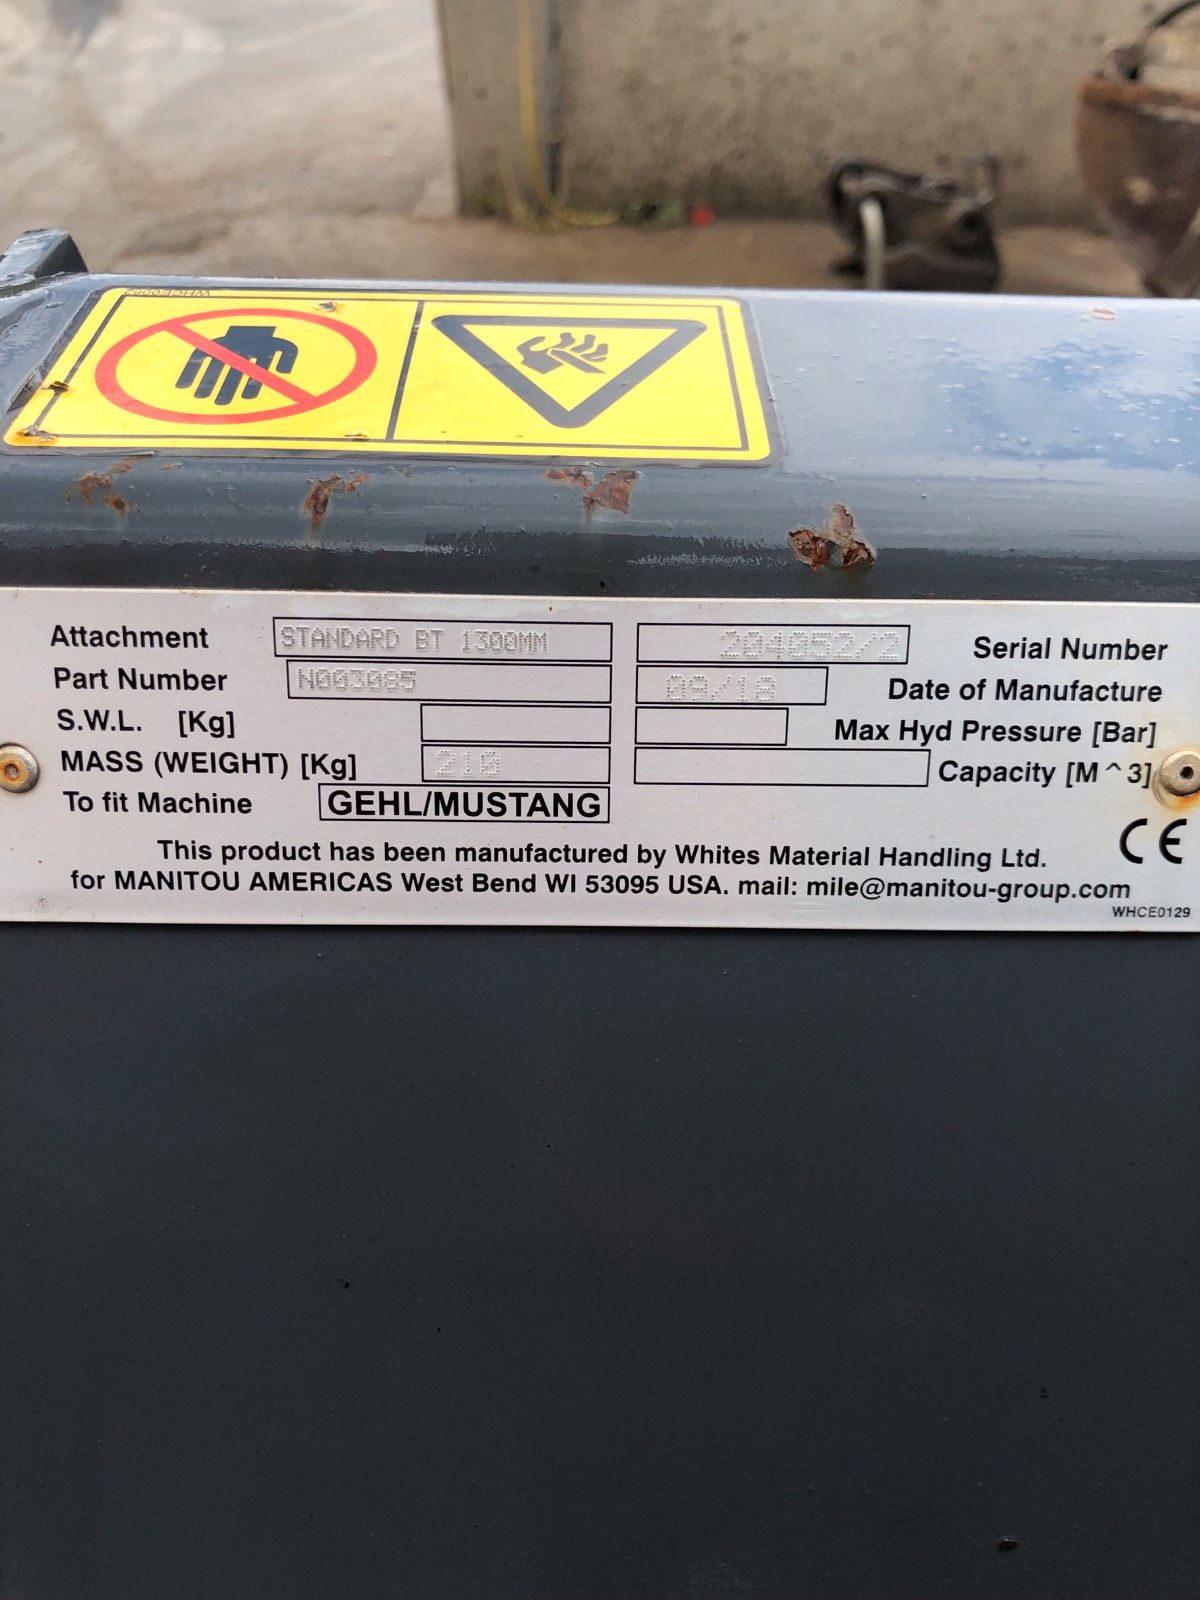 WHCE0092
Attachment STANDARD BT 1300MM 204052/2 Serial Number
Part Number N003085 09/18 Date of Manufacture
S.W.L. [Kg] Max Hyd Pressure [Bar]
MASS (WEIGHT) [Kg] 210 Capacity [M^3]
To fit Machine GEHL/MUSTANG
CE
This product has been manufactured by Whites Material Handling Ltd.
for MANITOU AMERICAS West Bend WI 53095 USA. mail: mile@manitou-group.com
WHCE0129